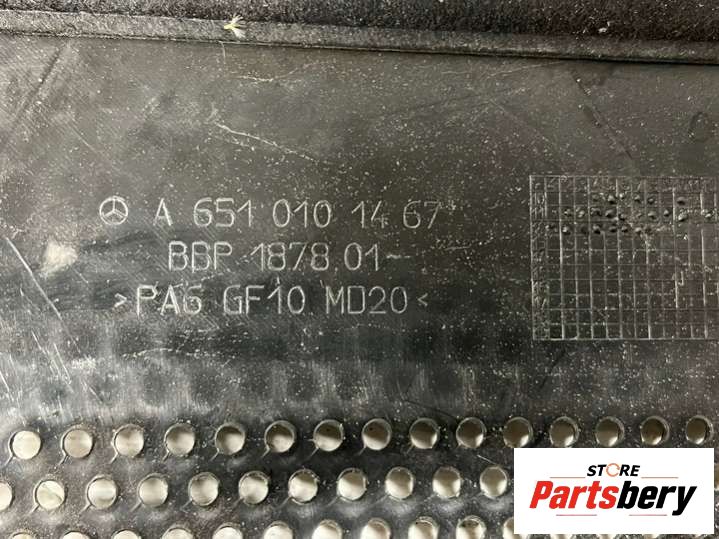 A 651 010 14 67
BBP 1878 01
>PA6 GF10 MD20<
STORE
Partsbery